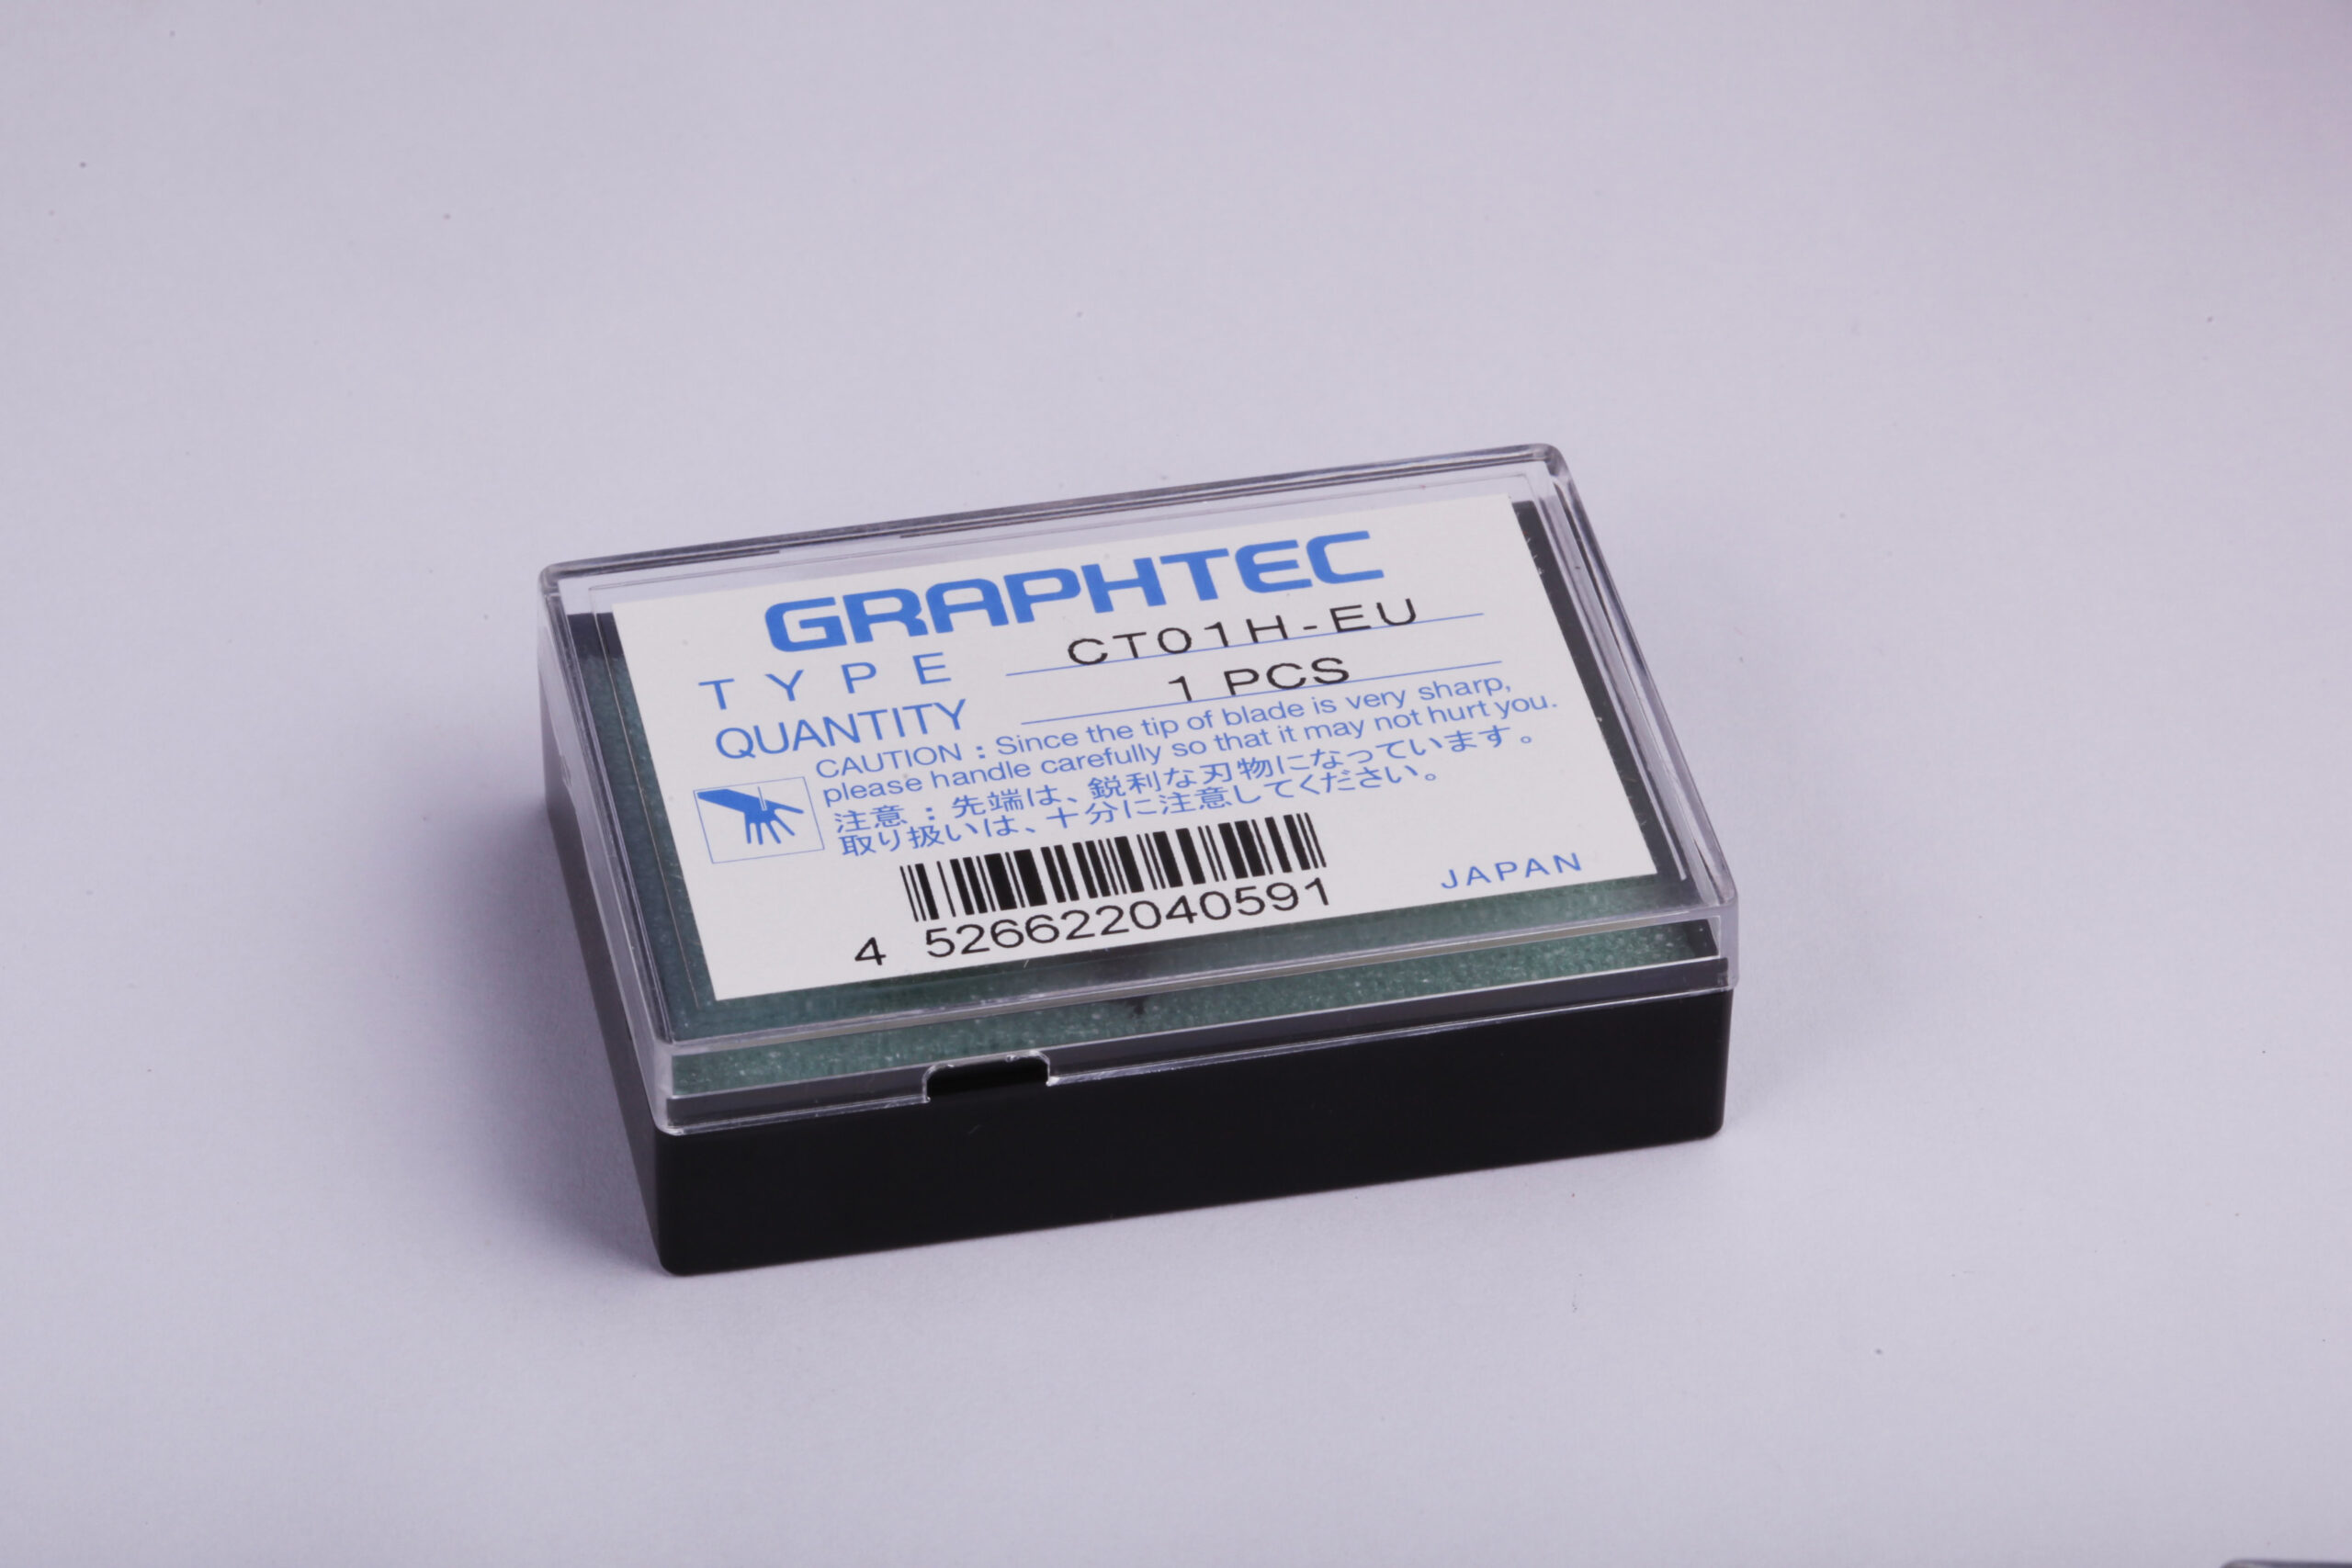 GRAPHTEC
TYPE CT01H-EU
QUANTITY 1 PCS
CAUTION : Since the tip of blade is very sharp,
please handle carefully so that it may not hurt you.
注意：先端は、鋭利な刃物になっています。
取り扱いは、十分に注意してください。
4 526622040591
JAPAN